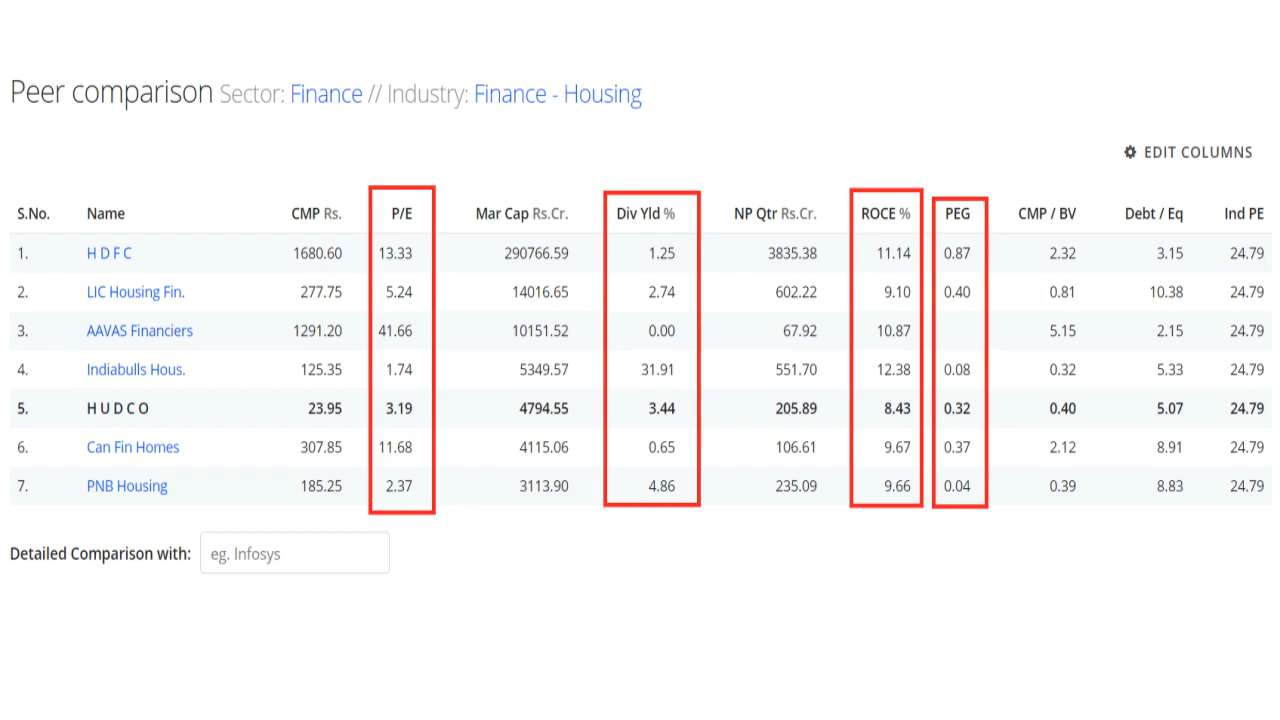 Peer comparison Sector: Finance // Industry: Finance - Housing
EDIT COLUMNS
S.No. Name CMP Rs. P/E Mar Cap Rs.Cr. Div Yld % NP Qtr Rs.Cr. ROCE % PEG CMP / BV Debt / Eq Ind PE
1. H D F C 1680.60 13.33 290766.59 1.25 3835.38 11.14 0.87 2.32 3.15 24.79
2. LIC Housing Fin. 277.75 5.24 14016.65 2.74 602.22 9.10 0.40 0.81 10.38 24.79
3. AAVAS Financiers 1291.20 41.66 10151.52 0.00 67.92 10.87 5.15 2.15 24.79
4. Indiabulls Hous. 125.35 1.74 5349.57 31.91 551.70 12.38 0.08 0.32 5.33 24.79
5. H U D C O 23.95 3.19 4794.55 3.44 205.89 8.43 0.32 0.40 5.07 24.79
6. Can Fin Homes 307.85 11.68 4115.06 0.65 106.61 9.67 0.37 2.12 8.91 24.79
7. PNB Housing 185.25 2.37 3113.90 4.86 235.09 9.66 0.04 0.39 8.83 24.79
Detailed Comparison with: eg. Infosys